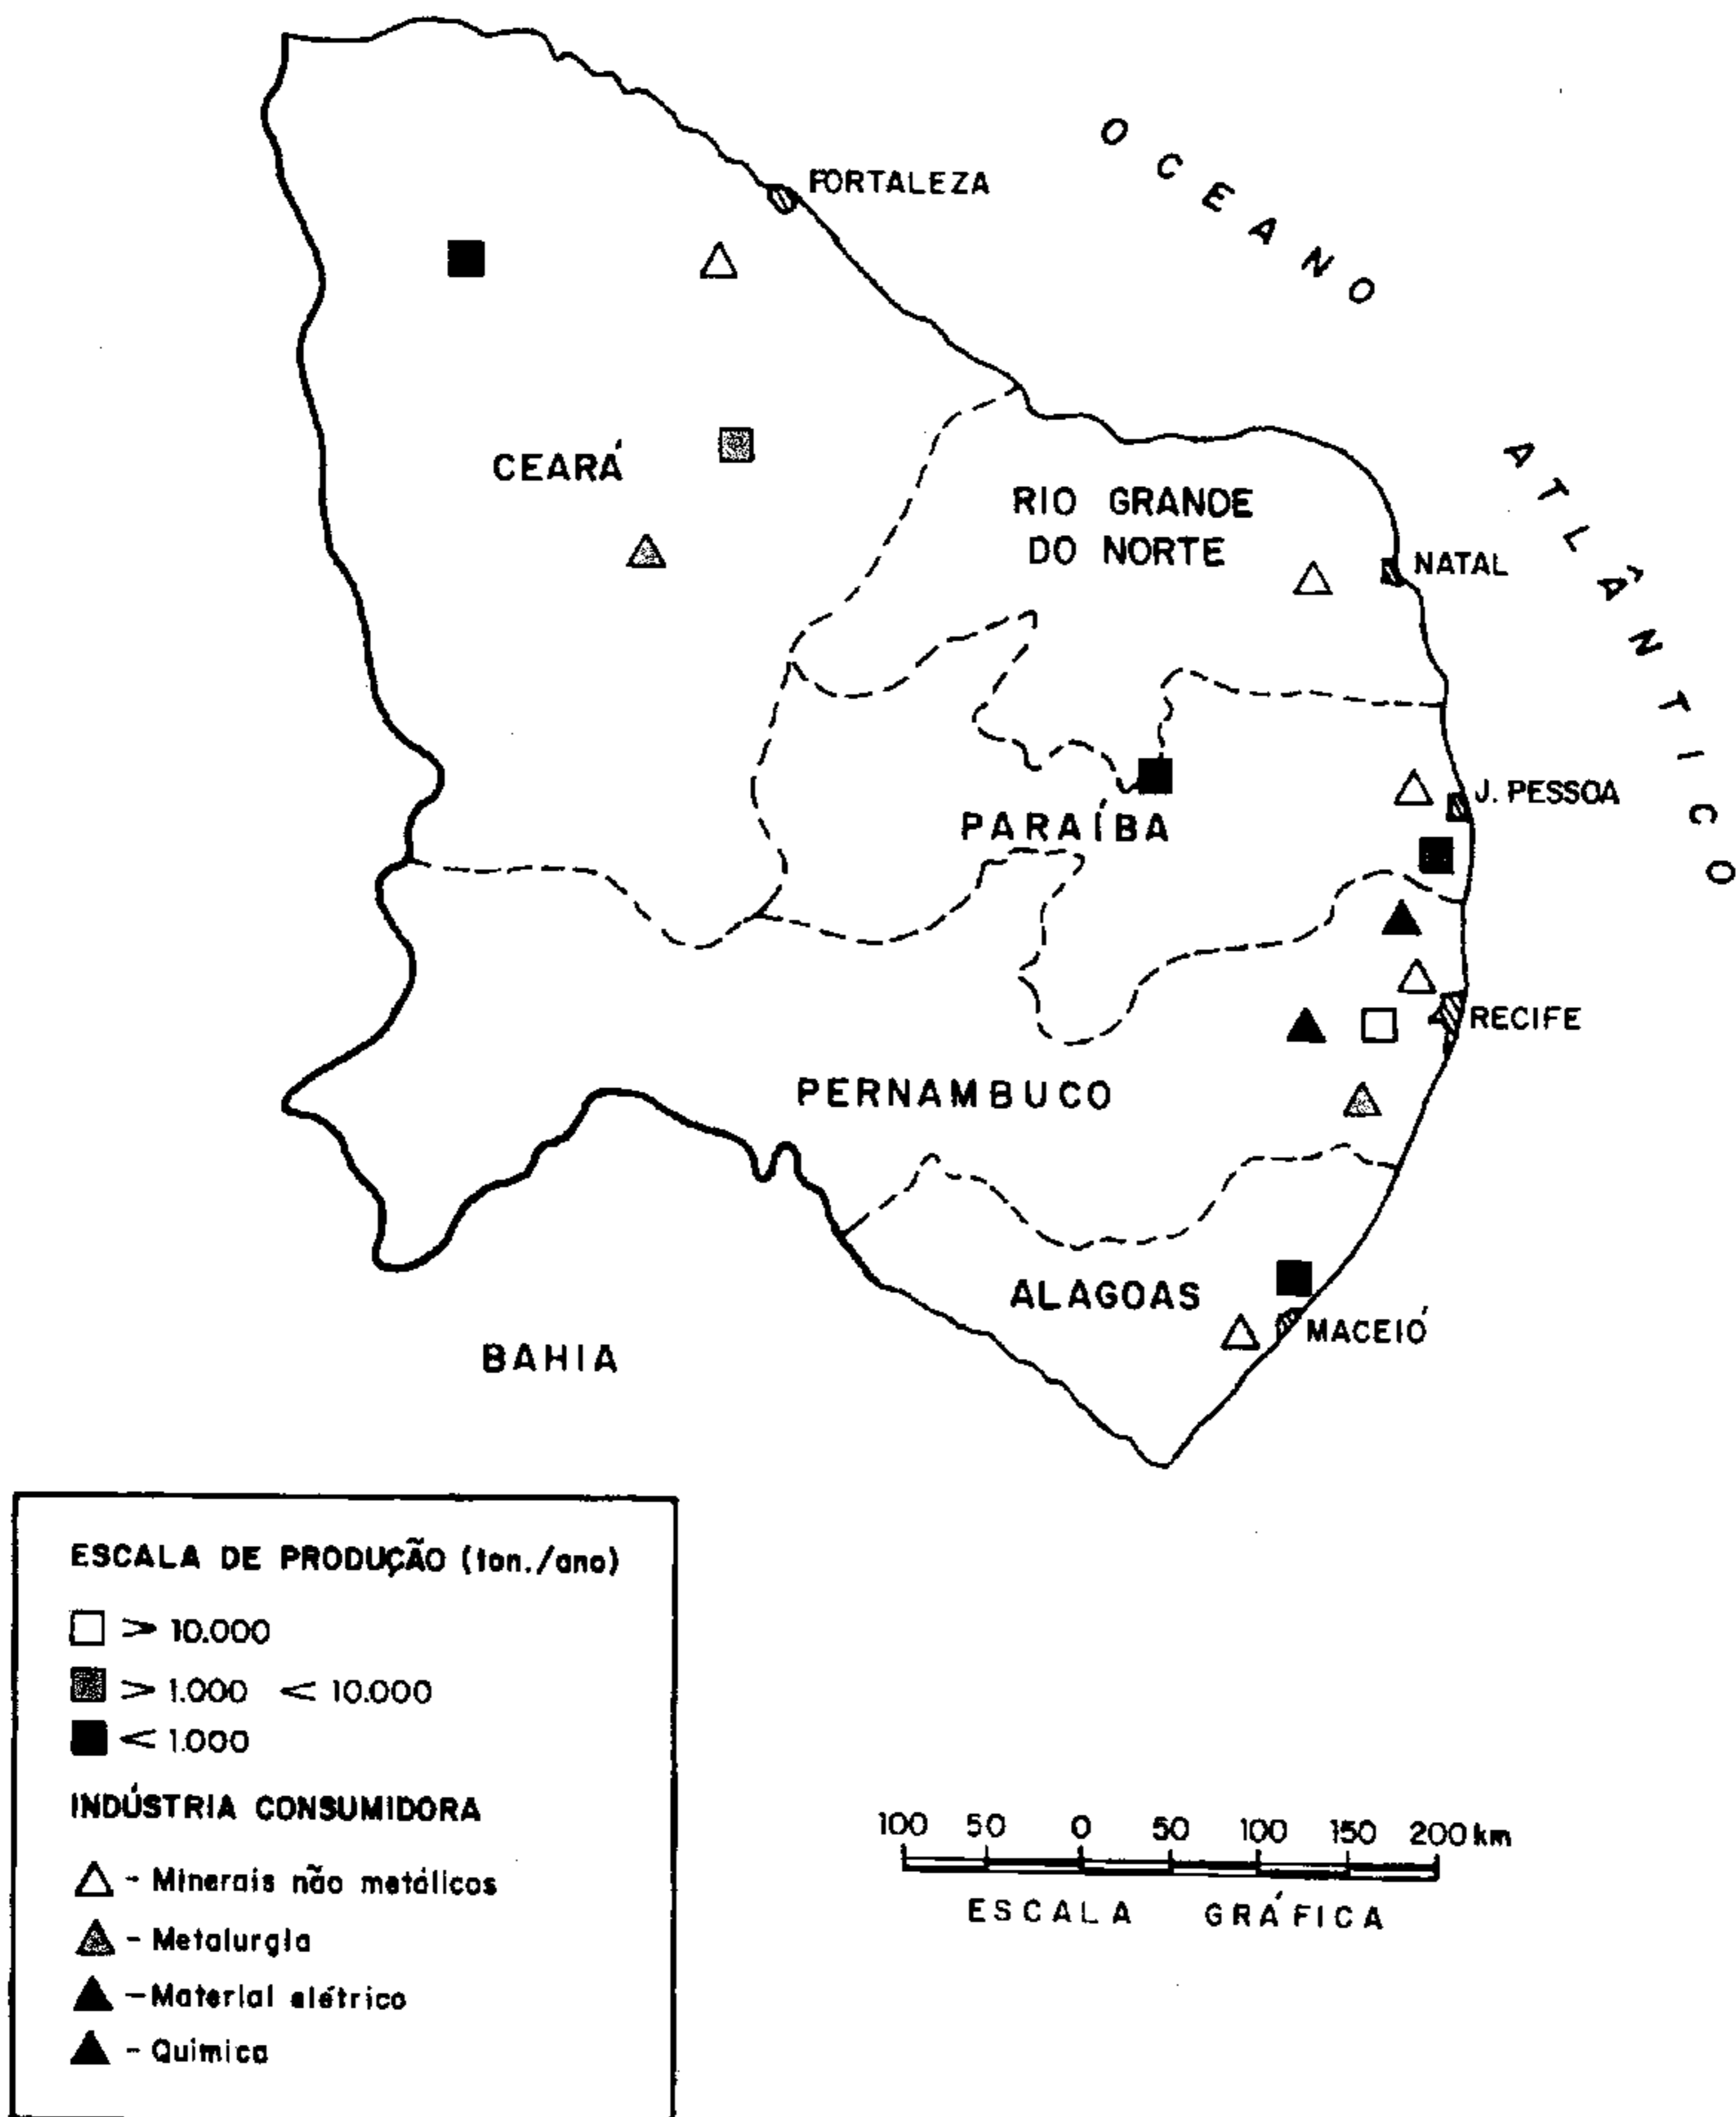 OCEANO ATLÂNTICO
FORTALEZA
CEARÁ
RIO GRANDE
DO NORTE
NATAL
J. PESSOA
PARAÍBA
RECIFE
PERNAMBUCO
ALAGOAS
MACEIÓ
BAHIA
ESCALA DE PRODUÇÃO (ton./ano)
> 10.000
> 1.000 < 10.000
< 1.000
INDÚSTRIA CONSUMIDORA
- Minerais não metálicos
- Metalurgia
- Material elétrico
- Química
100 50 0 50 100 150 200 km
ESCALA GRÁFICA